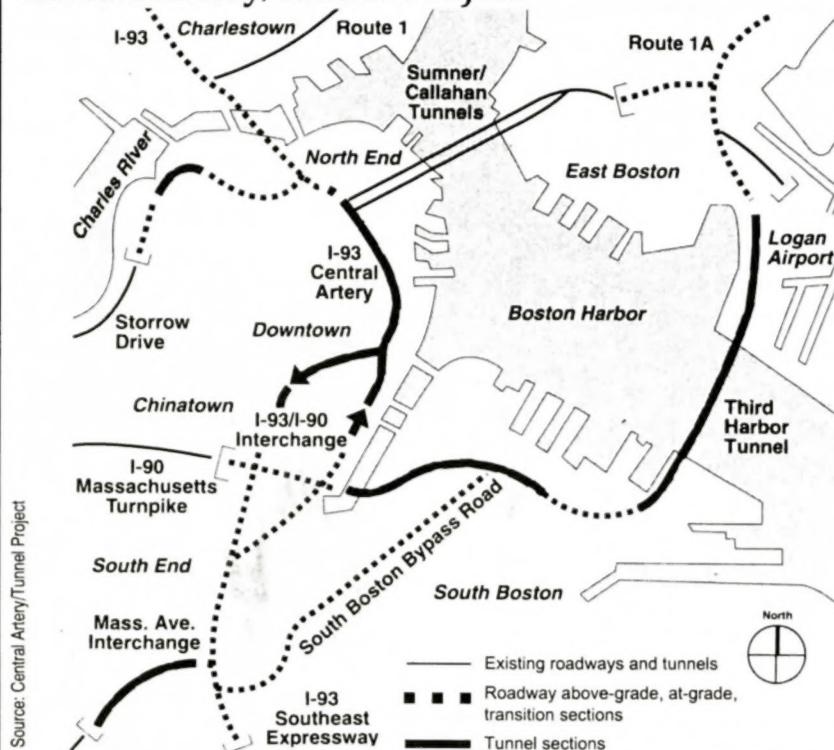 I-93
Charlestown
Route 1
Route 1A
Sumner/
Callahan
Tunnels
Charles River
North End
East Boston
Logan
Airport
I-93
Central
Artery
Boston Harbor
Storrow
Drive
Downtown
Chinatown
I-93/I-90
Interchange
Third
Harbor
Tunnel
I-90
Massachusetts
Turnpike
South Boston Bypass Road
South End
South Boston
Mass. Ave.
Interchange
North
I-93
Southeast
Expressway
Existing roadways and tunnels
Roadway above-grade, at-grade,
transition sections
Tunnel sections
Source: Central Artery/Tunnel Project